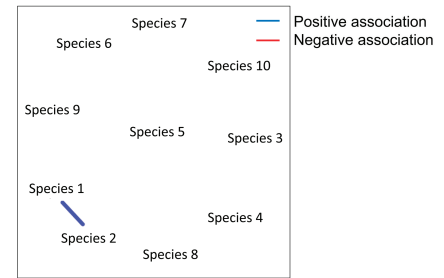 Species 7
Positive association
Species 6
Negative association
Species 10
Species 9
Species 5
Species 3
Species 1
Species 4
Species 2
Species 8